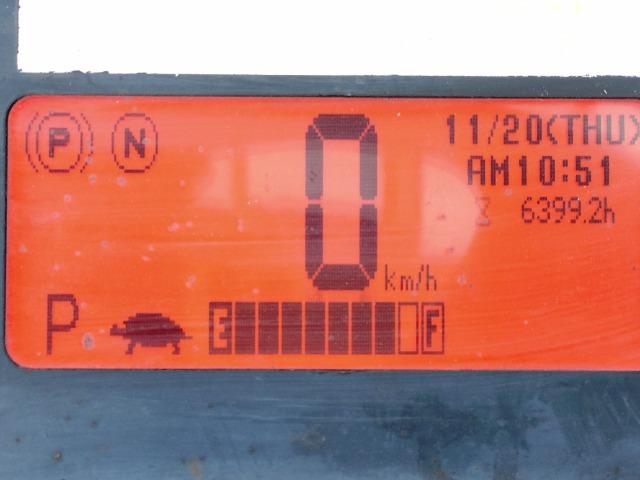 P N
0 km/h
11/20(THU)
AM10:51
6399.2h
P
E F